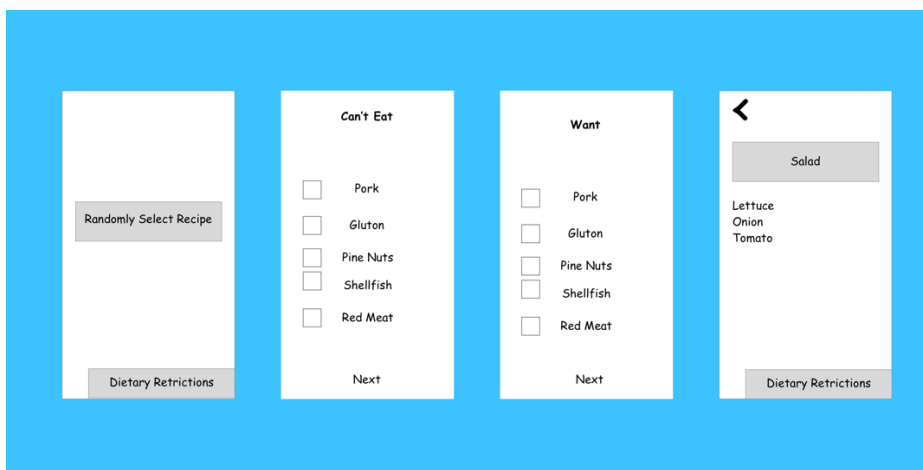 Randomly Select Recipe
Dietary Retrictions
Can't Eat
Pork
Gluton
Pine Nuts
Shellfish
Red Meat
Next
Want
Pork
Gluton
Pine Nuts
Shellfish
Red Meat
Next
Salad
Lettuce
Onion
Tomato
Dietary Retrictions